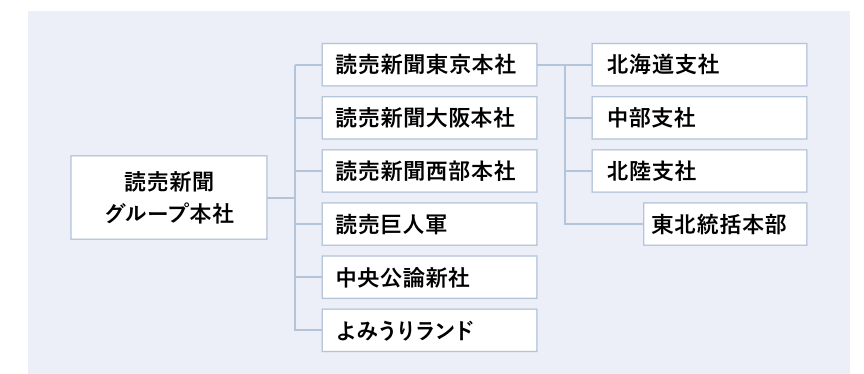 読売新聞
グループ本社
読売新聞東京本社
読売新聞大阪本社
読売新聞西部本社
読売巨人軍
中央公論新社
よみうりランド
北海道支社
中部支社
北陸支社
東北統括本部